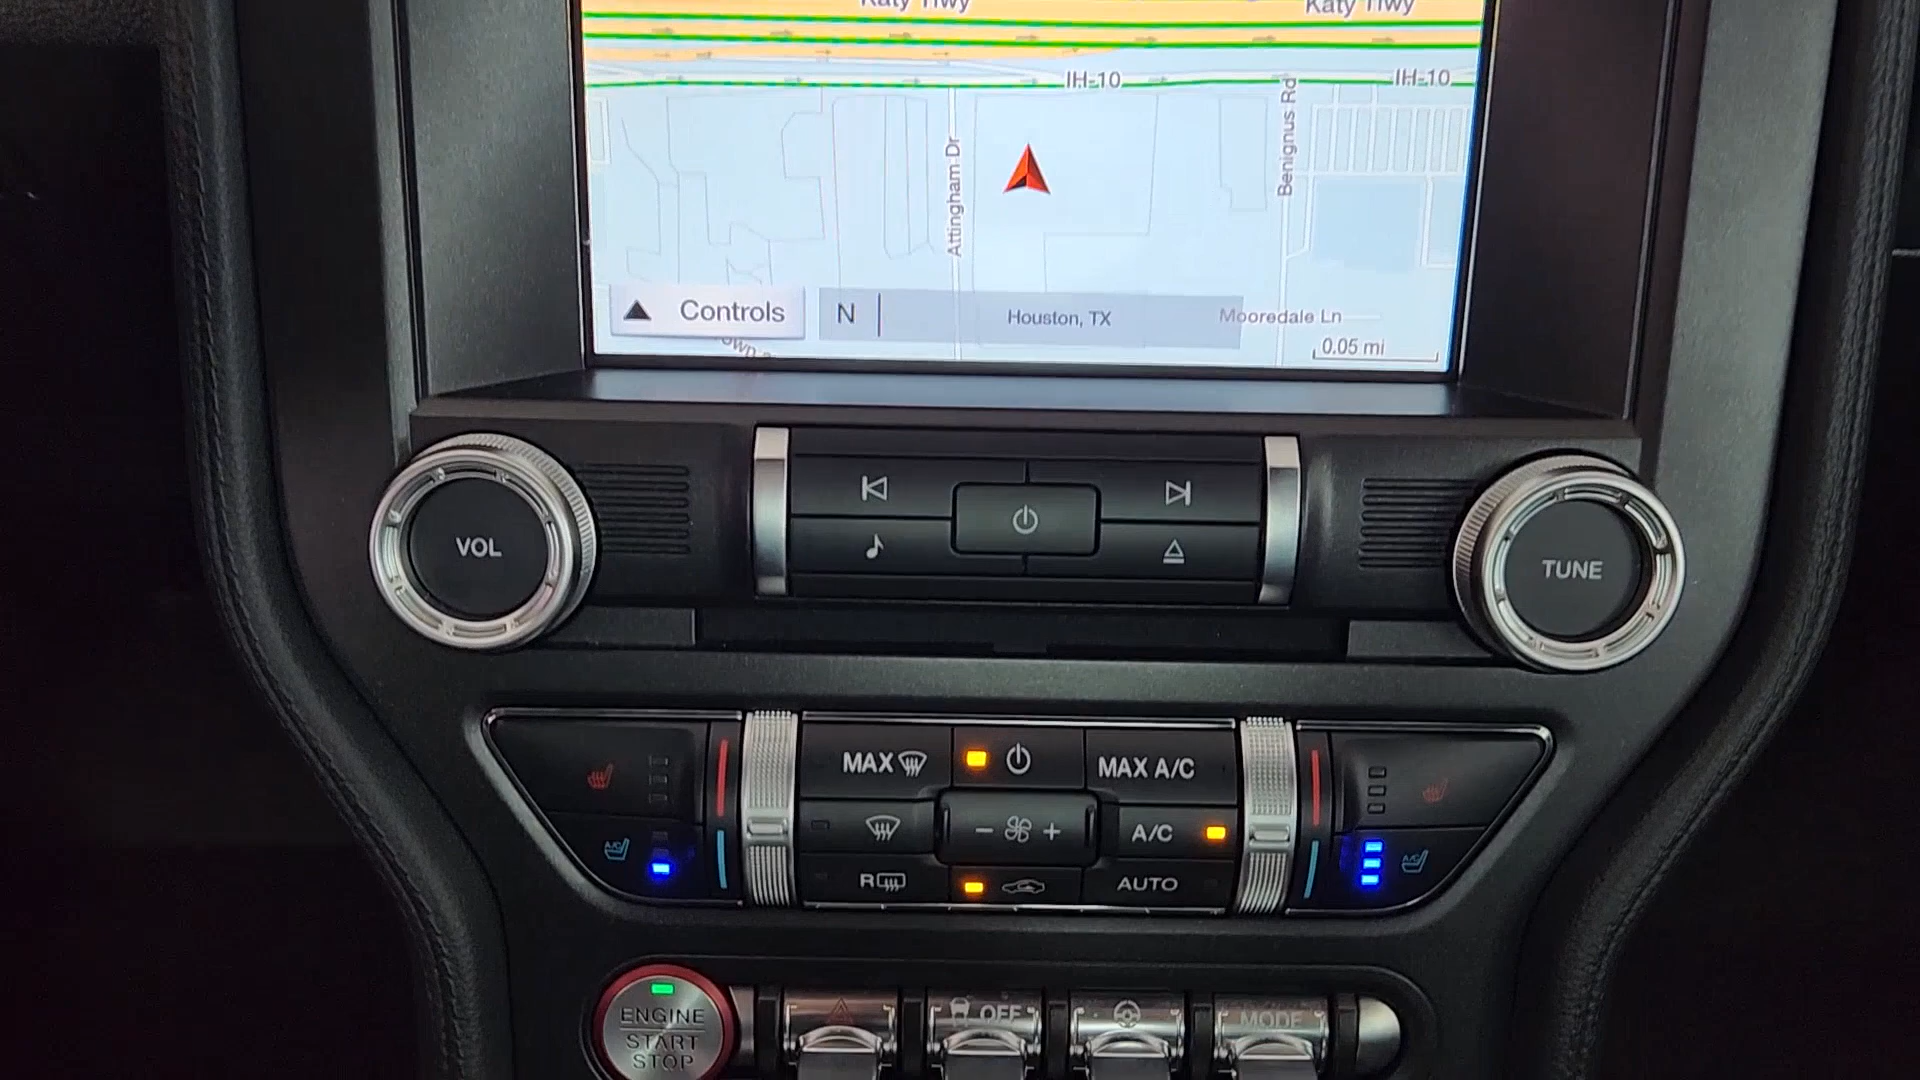 Katy Hwy
Katy Hwy
IH-10
IH-10
Attingham Dr
Benignus Rd
Controls
N
Houston, TX
Mooredale Ln
0.05 mi
VOL
TUNE
MAX
MAX A/C
A/C
R
AUTO
A/C
A/C
ENGINE
START
STOP
OFF
MODE